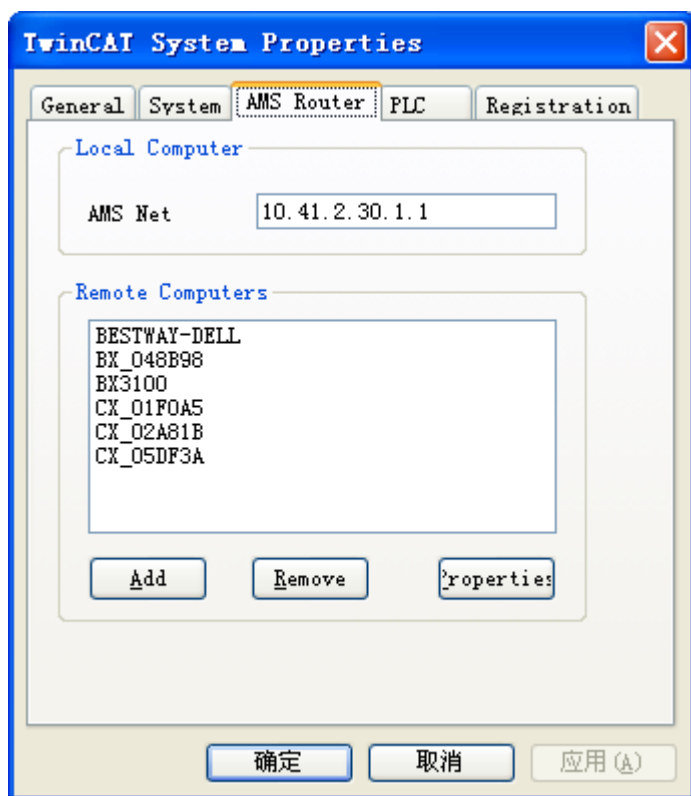 TwinCAT System Properties
General System AMS Router PLC Registration
Local Computer
AMS Net 10.41.2.30.1.1
Remote Computers
BESTWAY-DELL
BX_048B98
BX3100
CX_01F0A5
CX_02A81B
CX_05DF3A
Add Remove Properties
确定 取消 应用(A)